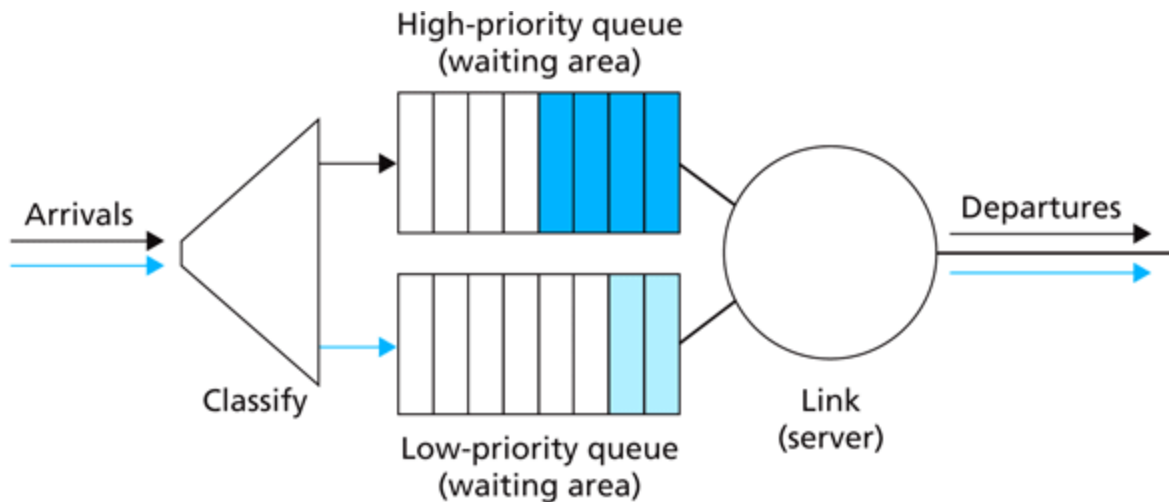 High-priority queue
(waiting area)
Arrivals
Departures
Classify
Link
(server)
Low-priority queue
(waiting area)